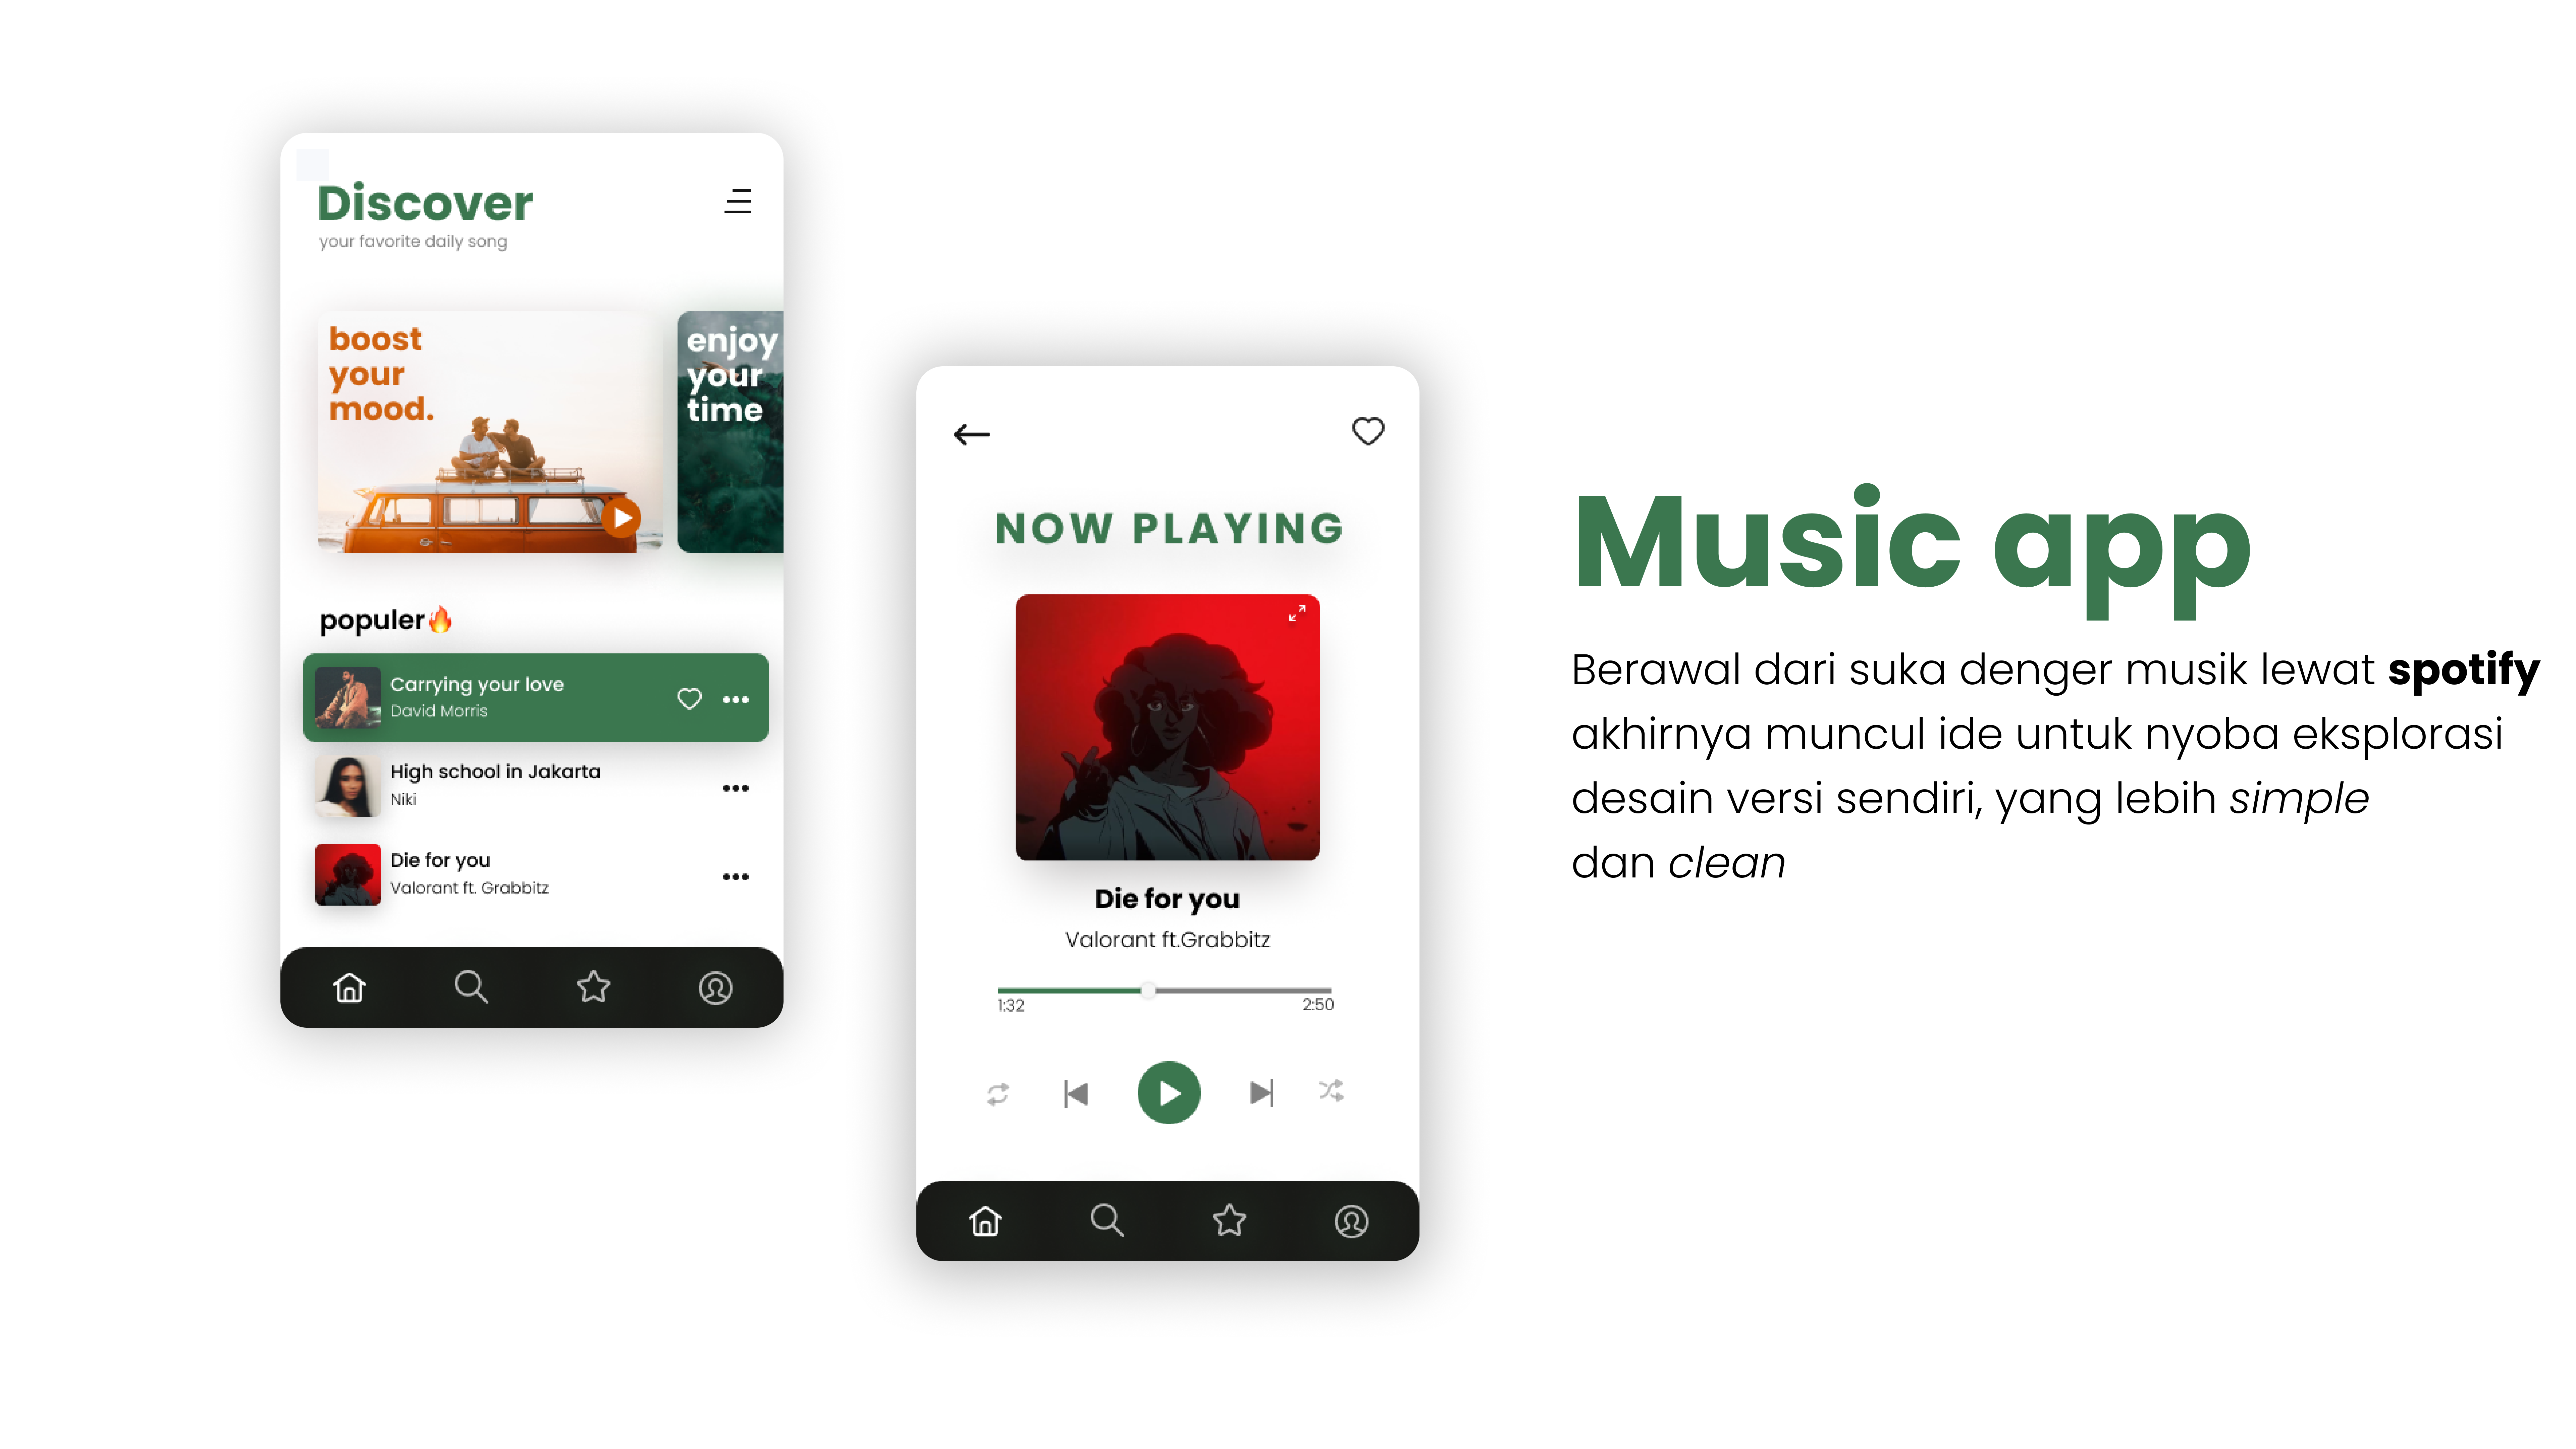 Discover
your favorite daily song
boost
your
mood.
enjoy
your
time
populer🔥
Carrying your love
David Morris
High school in Jakarta
Niki
Die for you
Valorant ft. Grabbitz
NOW PLAYING
Die for you
Valorant ft.Grabbitz
1:32 2:50
Music app
Berawal dari suka denger musik lewat spotify
akhirnya muncul ide untuk nyoba eksplorasi
desain versi sendiri, yang lebih simple
dan clean